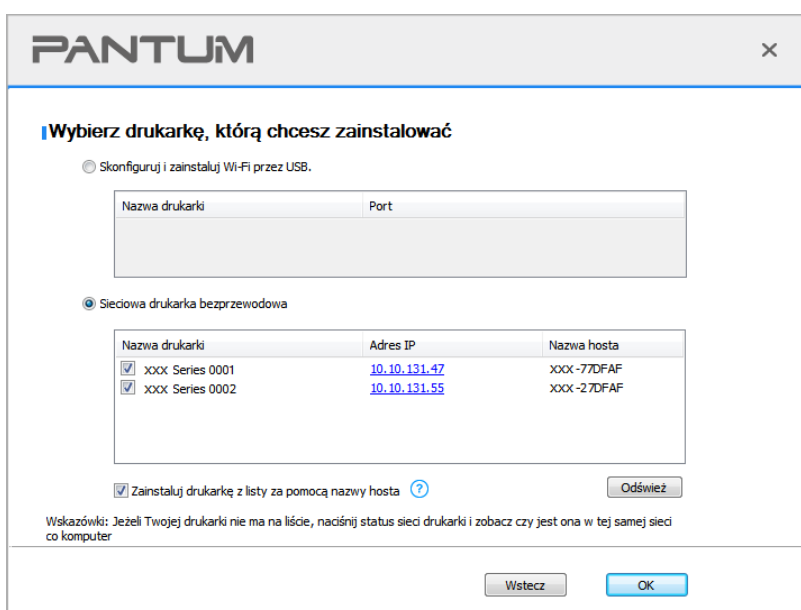 PANTUM
Wybierz drukarkę, którą chcesz zainstalować
Skonfiguruj i zainstaluj Wi-Fi przez USB.
Nazwa drukarki Port
Sieciowa drukarka bezprzewodowa
Nazwa drukarki Adres IP Nazwa hosta
XXX Series 0001 10.10.131.47 XXX-77DFAF
XXX Series 0002 10.10.131.55 XXX-27DFAF
Zainstaluj drukarkę z listy za pomocą nazwy hosta ? Odśwież
Wskazówki: Jeżeli Twojej drukarki nie ma na liście, naciśnij status sieci drukarki i zobacz czy jest ona w tej samej sieci
co komputer
Wstecz OK